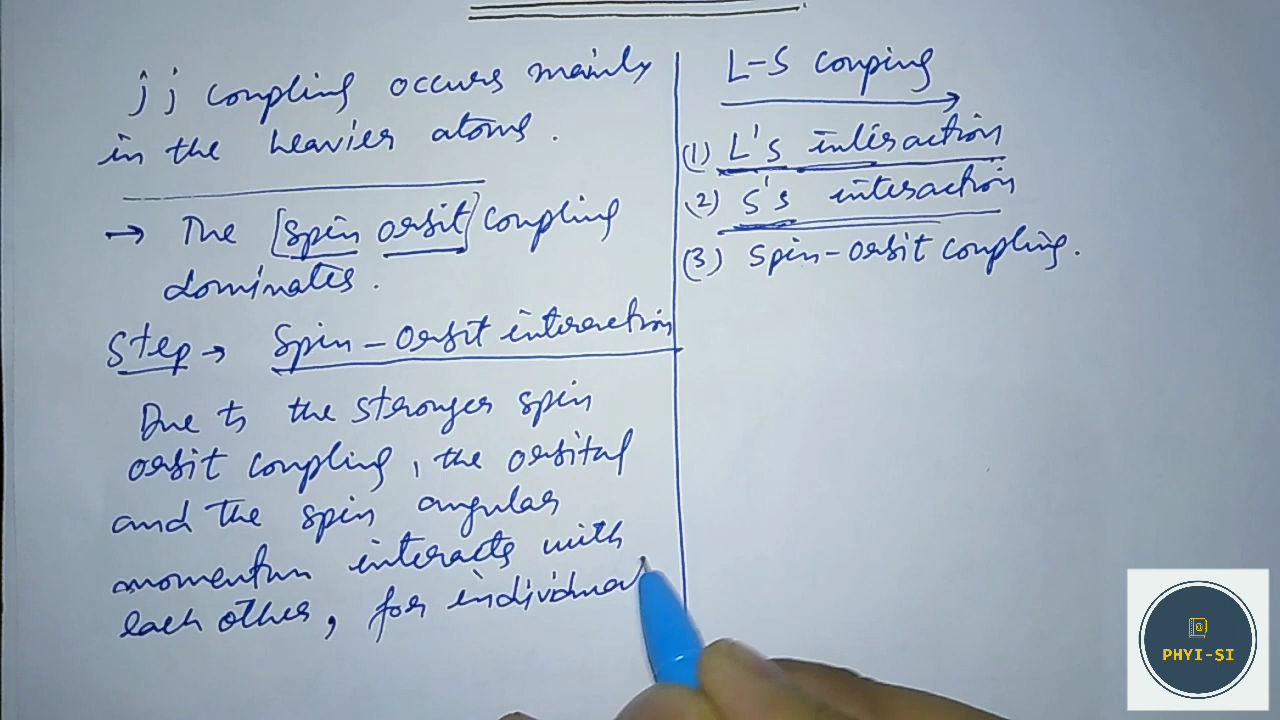 jj coupling occurs mainly
in the heavier atoms.
→ The [spin orbit] coupling
dominates.
Step → Spin-orbit interaction
Due to the stronger spin
orbit coupling, the orbital
and the spin angular
momentum interacts with
each other, for individual
L-S couping
(1) L's interaction
(2) S's interaction
(3) Spin-orbit coupling.
PHYI-SI